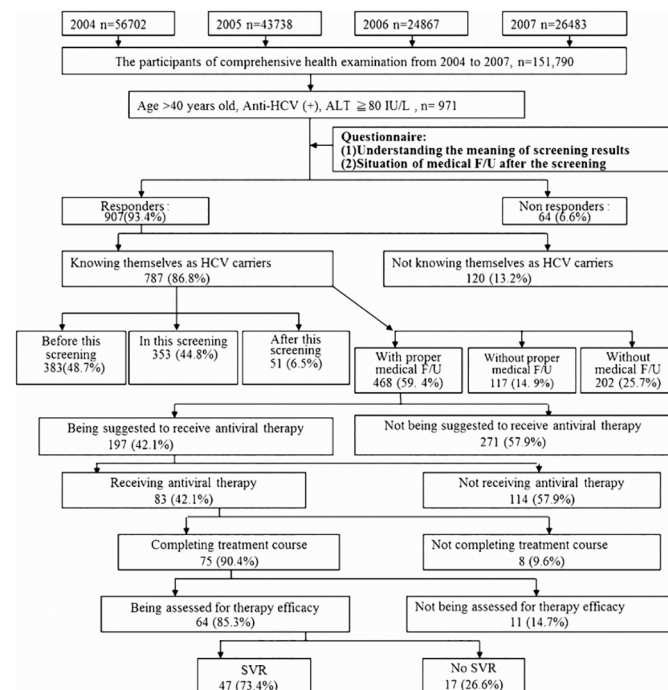 2004 n=56702
2005 n=43738
2006 n=24867
2007 n=26483
The participants of comprehensive health examination from 2004 to 2007, n=151,790
Age >40 years old, Anti-HCV (+), ALT ≧80 IU/L , n= 971
Questionnaire:
(1)Understanding the meaning of screening results
(2)Situation of medical F/U after the screening
Responders :
907(93.4%)
Non responders :
64 (6.6%)
Knowing themselves as HCV carriers
787 (86.8%)
Not knowing themselves as HCV carriers
120 (13.2%)
Before this
screening
383(48.7%)
In this screening
353 (44.8%)
After this
screening
51 (6.5%)
With proper
medical F/U
468 (59. 4%)
Without proper
medical F/U
117 (14. 9%)
Without
medical F/U
202 (25.7%)
Being suggested to receive antiviral therapy
197 (42.1%)
Not being suggested to receive antiviral therapy
271 (57.9%)
Receiving antiviral therapy
83 (42.1%)
Not receiving antiviral therapy
114 (57.9%)
Completing treatment course
75 (90.4%)
Not completing treatment course
8 (9.6%)
Being assessed for therapy efficacy
64 (85.3%)
Not being assessed for therapy efficacy
11 (14.7%)
SVR
47 (73.4%)
No SVR
17 (26.6%)